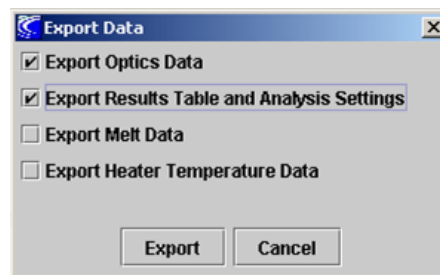 Export Data
Export Optics Data
Export Results Table and Analysis Settings
Export Melt Data
Export Heater Temperature Data
Export Cancel